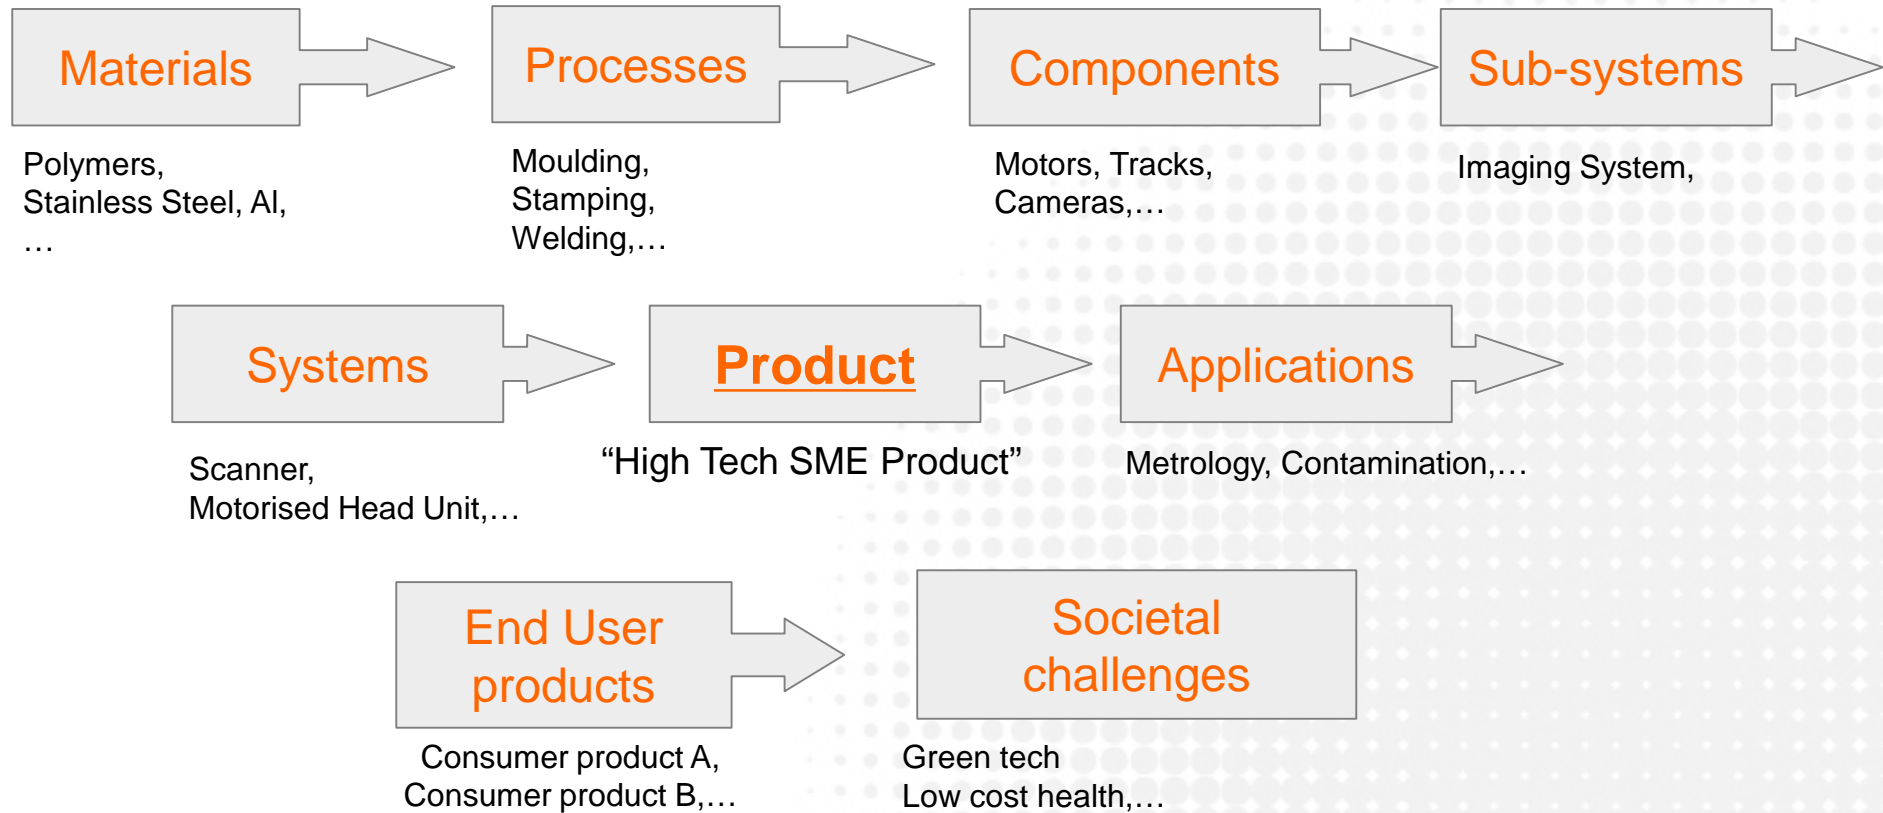 Materials
Processes
Components
Sub-systems
Polymers,
Stainless Steel, Al,
…
Moulding,
Stamping,
Welding,…
Motors, Tracks,
Cameras,…
Imaging System,
Systems
Product
Applications
Scanner,
Motorised Head Unit,…
“High Tech SME Product”
Metrology, Contamination,…
End User
products
Societal
challenges
Consumer product A,
Consumer product B,…
Green tech
Low cost health,…